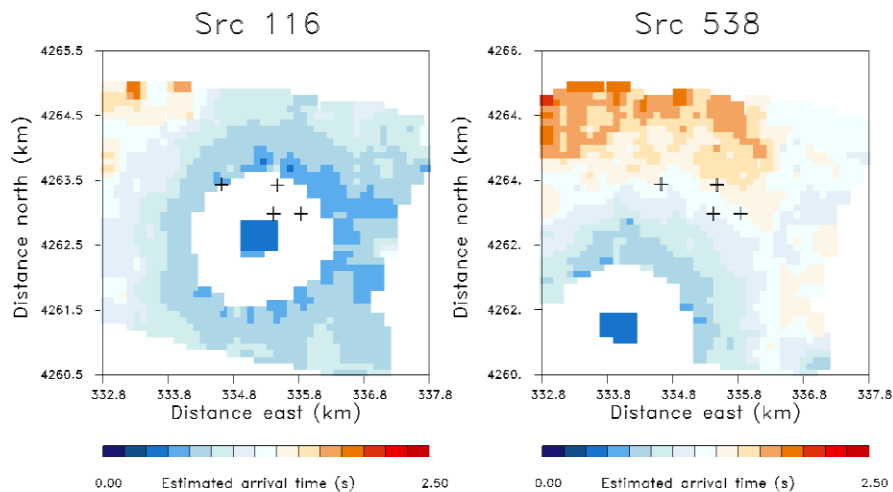 Src 116
Src 538
Distance north (km)
4265.5
4264.5
4263.5
4262.5
4261.5
4260.5
332.8 333.8 334.8 335.8 336.8 337.8
Distance east (km)
0.00 Estimated arrival time (s) 2.50
Distance north (km)
4266.
4264.
4264.
4262.
4262.
4260.
332.8 333.8 334.8 335.8 336.8 337.8
Distance east (km)
0.00 Estimated arrival time (s) 2.50